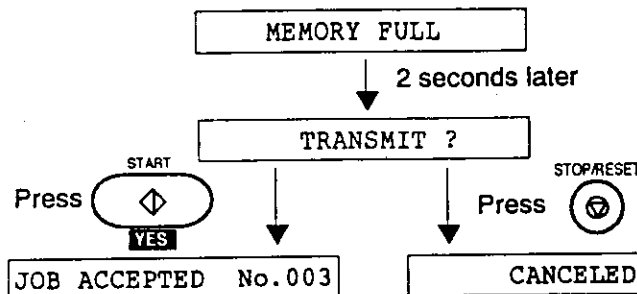 MEMORY FULL
2 seconds later
TRANSMIT ?
START
Press
YES
STOP/RESET
Press
JOB ACCEPTED No.003
CANCELED